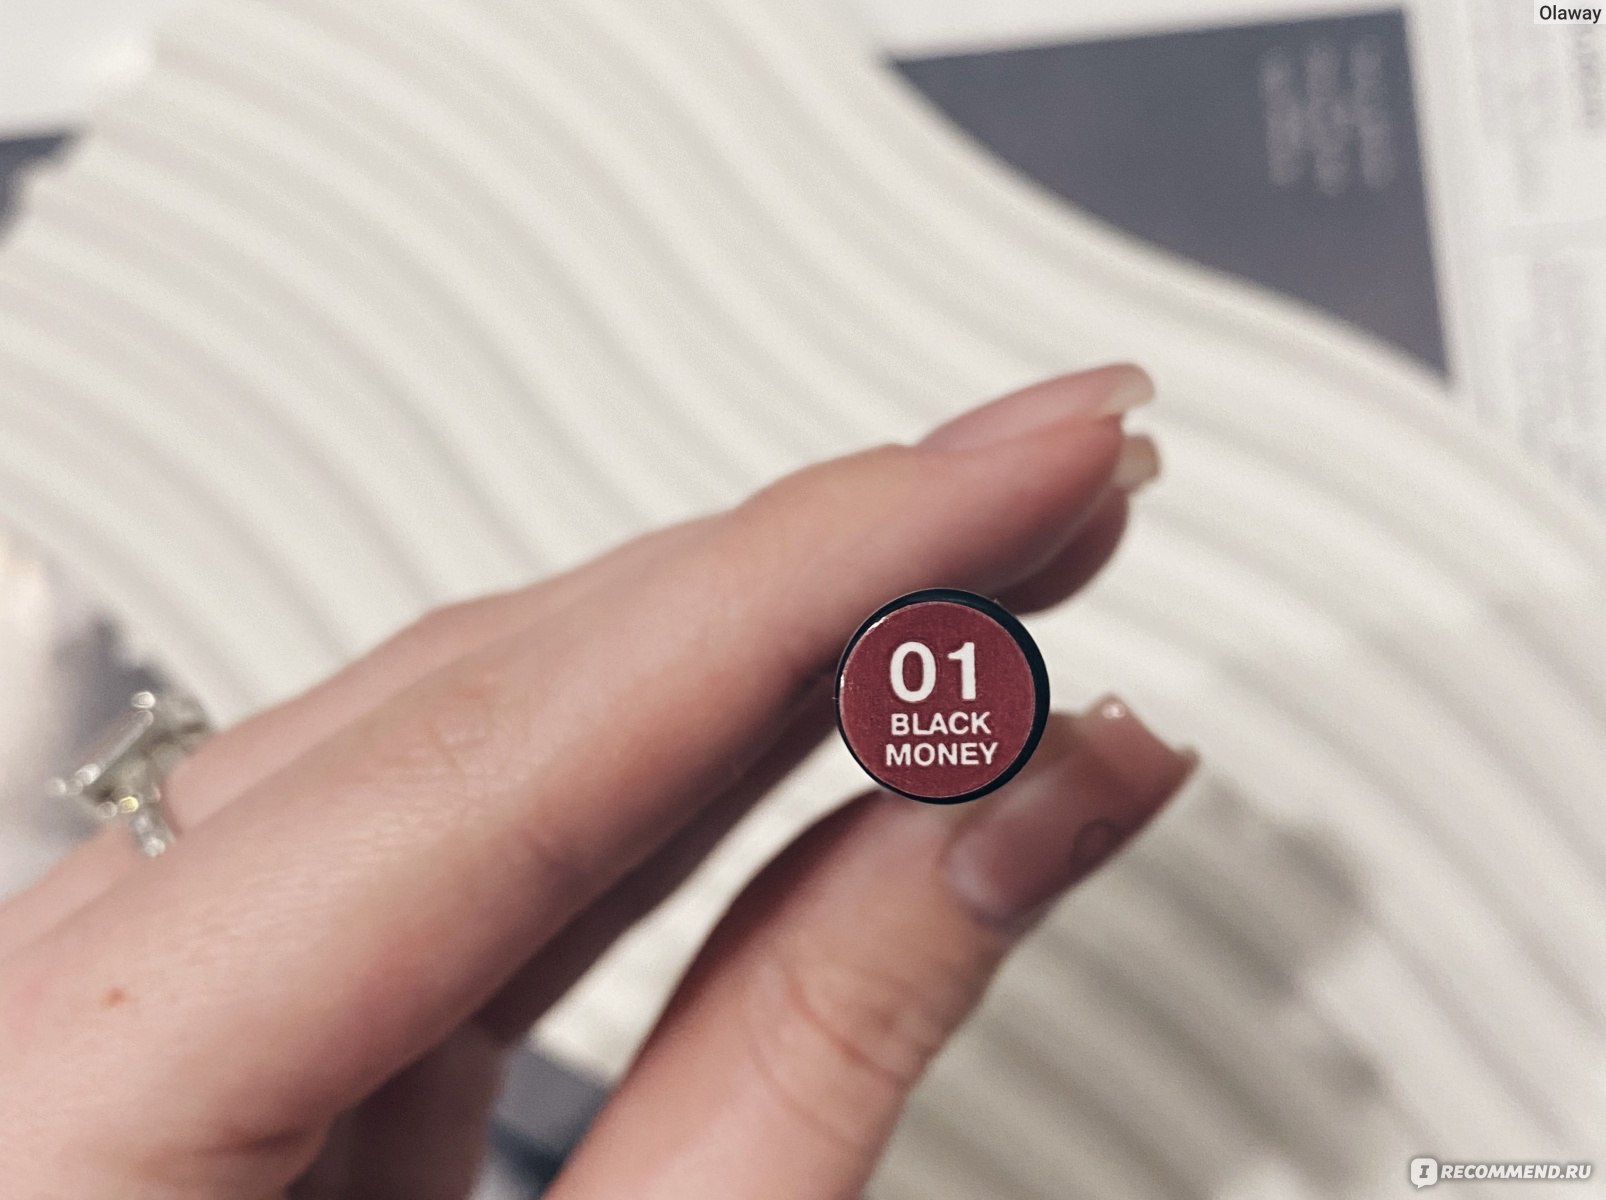 Olaway
01
BLACK
MONEY
IRECOMMEND.RU